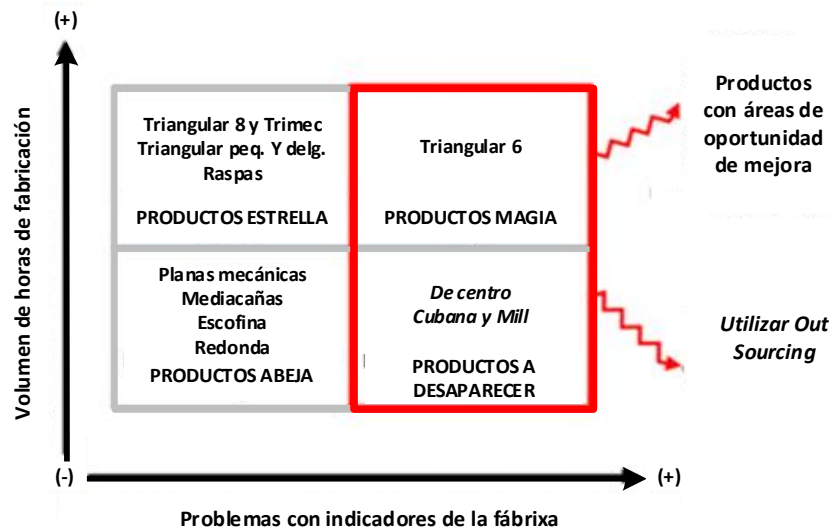 (+)
Volumen de horas de fabricación
Triangular 8 y Trimec
Triangular peq. Y delg.
Raspas
PRODUCTOS ESTRELLA
Triangular 6
PRODUCTOS MAGIA
Productos
con áreas de
oportunidad
de mejora
Planas mecánicas
Mediacañas
Escofina
Redonda
PRODUCTOS ABEJA
De centro
Cubana y Mill
PRODUCTOS A
DESAPARECER
Utilizar Out
Sourcing
(-)
(+)
Problemas con indicadores de la fábrixa